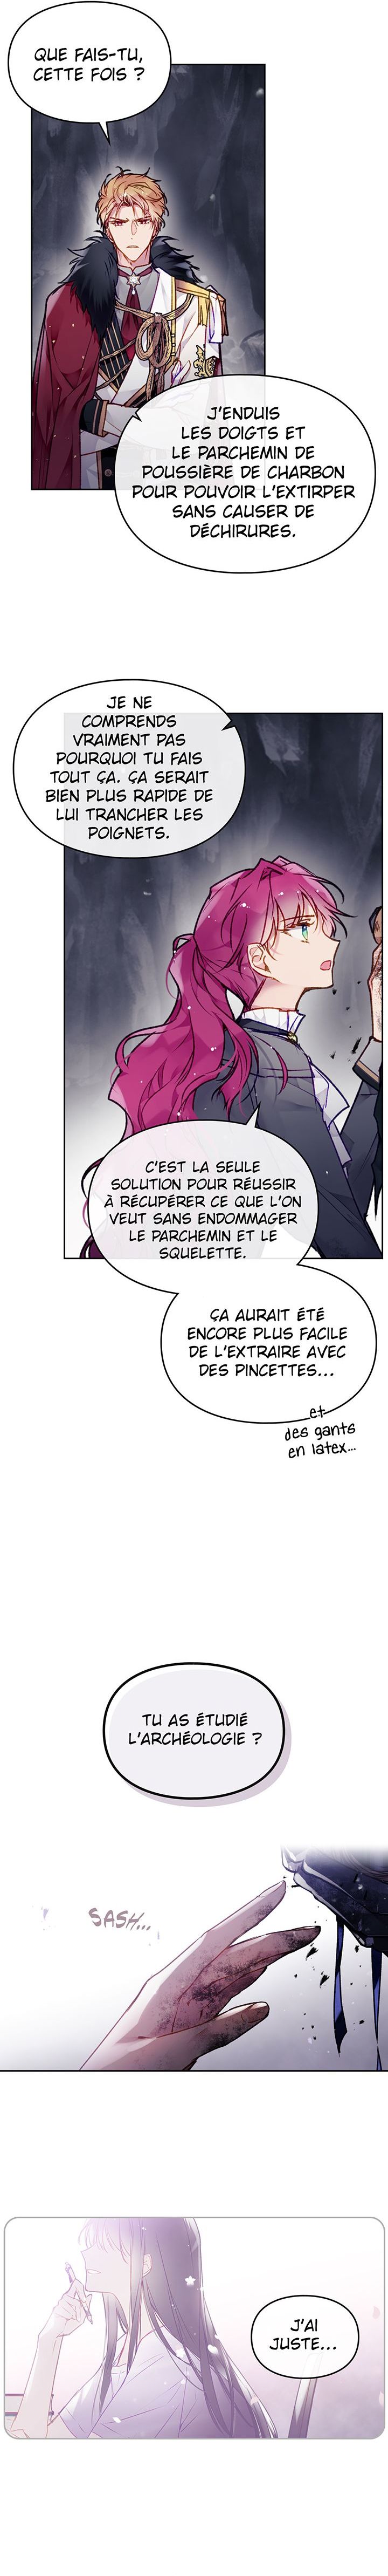 QUE FAIS-TU,
CETTE FOIS ?
J'ENDUIS
LES DOIGTS ET
LE PARCHEMIN DE
POUSSIÈRE DE CHARBON
POUR POUVOIR L'EXTIRPER
SANS CAUSER DE
DÉCHIRURES.
JE NE
COMPRENDS
VRAIMENT PAS
POURQUOI TU FAIS
TOUT ÇA. ÇA SERAIT
BIEN PLUS RAPIDE DE
LUI TRANCHER LES
POIGNETS.
C'EST LA SEULE
SOLUTION POUR RÉUSSIR
À RÉCUPÉRER CE QUE L'ON
VEUT SANS ENDOMMAGER
LE PARCHEMIN ET LE
SQUELETTE.
ÇA AURAIT ÉTÉ
ENCORE PLUS FACILE
DE L'EXTRAIRE AVEC
DES PINCETTES...
et
des gants
en latex...
TU AS ÉTUDIÉ
L'ARCHÉOLOGIE ?
SASH...
J'AI
JUSTE...